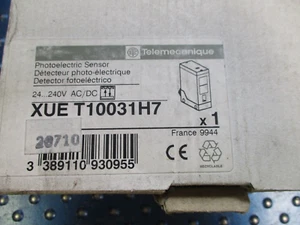 Telemecanique
Photoelectric Sensor
Détecteur photo-électrique
Detector fotoeléctrico
24...240V AC/DC
XUE T10031H7
x 1
20710
France 9944
CE
RECYCLABLE
3 389110 930955